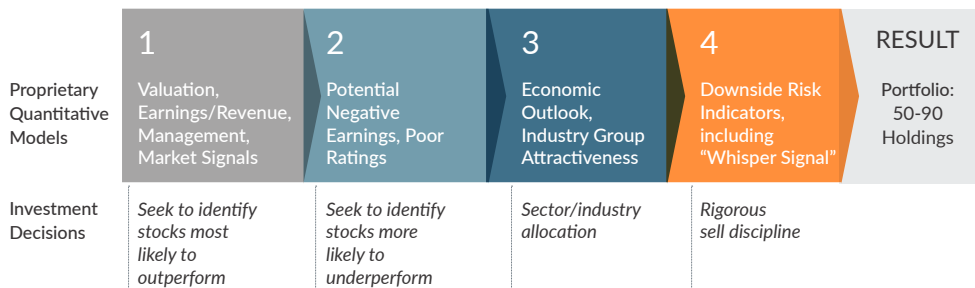 Proprietary
Quantitative
Models
1
Valuation,
Earnings/Revenue,
Management,
Market Signals
2
Potential
Negative
Earnings, Poor
Ratings
3
Economic
Outlook,
Industry Group
Attractiveness
4
Downside Risk
Indicators,
including
“Whisper Signal”
RESULT
Portfolio:
50-90
Holdings
Investment
Decisions
Seek to identify
stocks most
likely to
outperform
Seek to identify
stocks more
likely to
underperform
Sector/industry
allocation
Rigorous
sell discipline